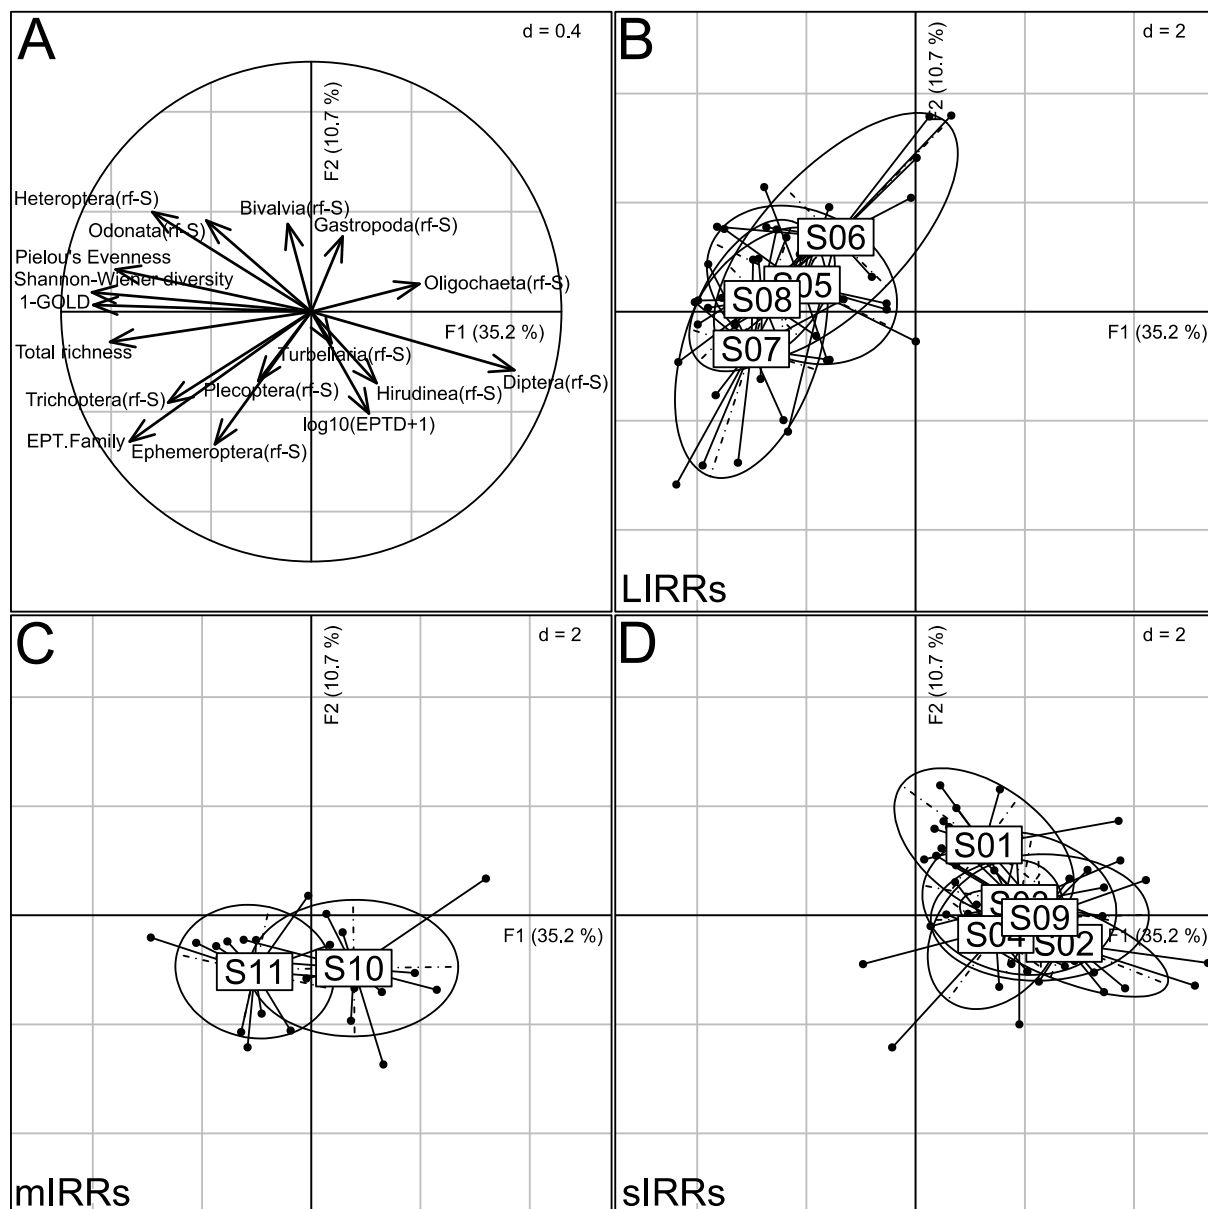 A
d = 0.4
F2 (10.7 %)
Heteroptera(rf-S)
Bivalvia(rf-S)
Odonata(rf-S)
Gastropoda(rf-S)
Pielou's Evenness
Shannon-Wiener diversity
Oligochaeta(rf-S)
1-GOLD
F1 (35.2 %)
Total richness
Turbellaria(rf-S)
Plecoptera(rf-S)
Hirudinea(rf-S)
Diptera(rf-S)
Trichoptera(rf-S)
log10(EPTD+1)
EPT.Family
Ephemeroptera(rf-S)
B
d = 2
F2 (10.7 %)
S06
S05
S08
F1 (35.2 %)
S07
LIRRs
C
d = 2
F2 (10.7 %)
F1 (35.2 %)
S11
S10
mIRRs
D
d = 2
F2 (10.7 %)
S01
S09
S04
S02
F1 (35.2 %)
sIRRs